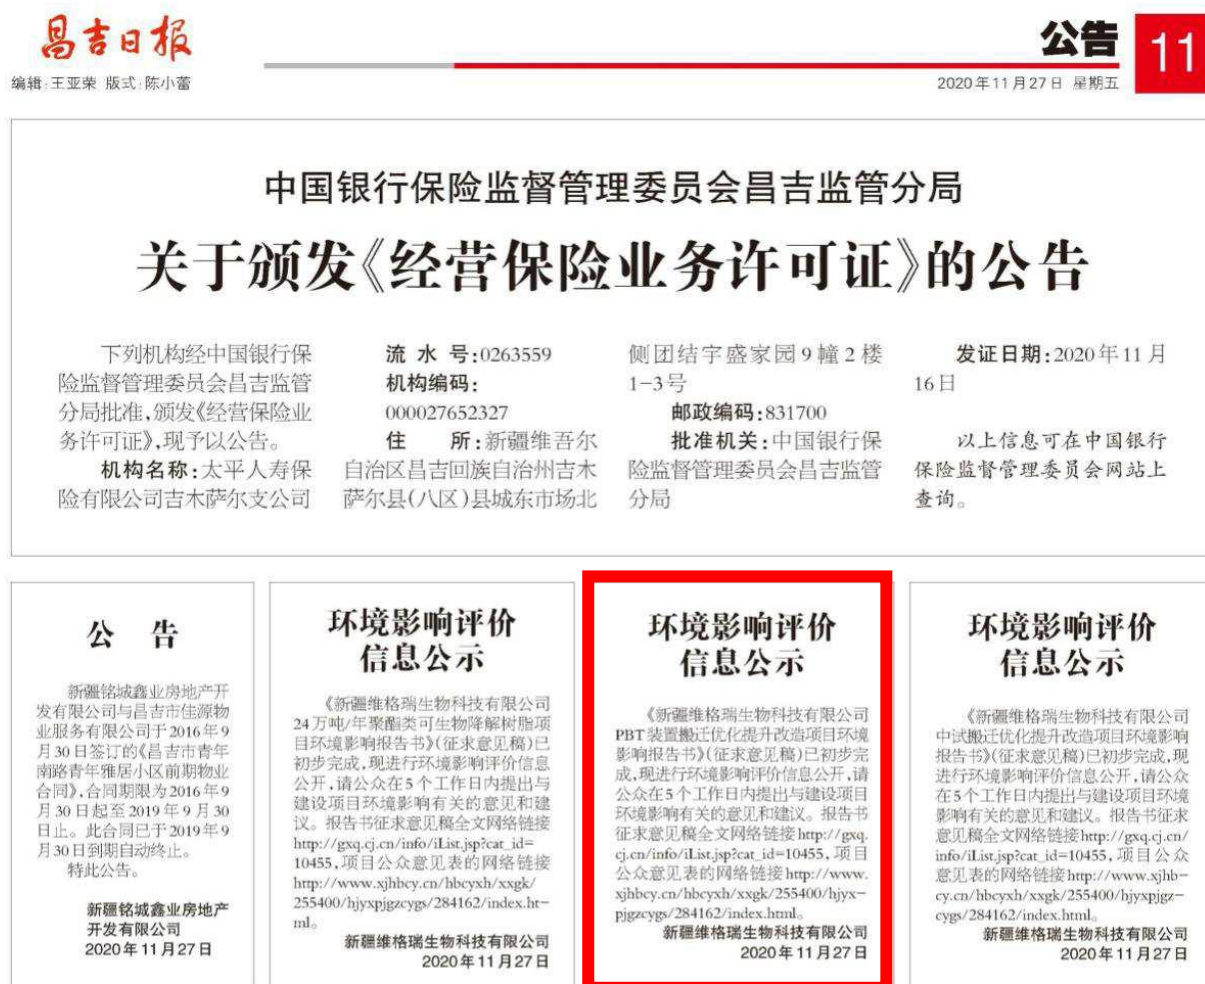 昌吉日报
编辑:王亚荣 版式:陈小蕾
公告
11
2020年11月27日 星期五
中国银行保险监督管理委员会昌吉监管分局
关于颁发《经营保险业务许可证》的公告
下列机构经中国银行保
险监督管理委员会昌吉监管
分局批准,颁发《经营保险业
务许可证》,现予以公告。
机构名称:太平人寿保
险有限公司吉木萨尔支公司
流 水 号:0263559
机构编码:
000027652327
住 所:新疆维吾尔
自治区昌吉回族自治州吉木
萨尔县(八区)县城东市场北
侧团结宇盛家园9幢2楼
1-3号
邮政编码:831700
批准机关:中国银行保
险监督管理委员会昌吉监管
分局
发证日期:2020年11月
16日
以上信息可在中国银行
保险监督管理委员会网站上
查询。
公 告
新疆铭城鑫业房地产开
发有限公司与昌吉市佳源物
业服务有限公司于2016年9
月30日签订的《昌吉市青年
南路青年雅居小区前期物业
合同》,合同期限为2016年9
月30日起至2019年9月30
日止。此合同已于2019年9
月30日到期自动终止。
特此公告。
新疆铭城鑫业房地产
开发有限公司
2020年11月27日
环境影响评价
信息公示
《新疆维格瑞生物科技有限公司
24万吨/年聚酯类可生物降解树脂项
目环境影响报告书》(征求意见稿)已
初步完成,现进行环境影响评价信息
公开,请公众在5个工作日内提出与
建设项目环境影响有关的意见和建
议。报告书征求意见稿全文网络链接
http://gxq.cj.cn/info/iList.jsp?cat_id=
10455,项目公众意见表的网络链接
http://www.xjhbcy.cn/hbcyxh/xxgk/
255400/hjyxpjgzcygs/284162/index.ht-
ml。
新疆维格瑞生物科技有限公司
2020年11月27日
环境影响评价
信息公示
《新疆维格瑞生物科技有限公司
PBT装置搬迁优化提升改造项目环境
影响报告书》(征求意见稿)已初步完
成,现进行环境影响评价信息公开,请
公众在5个工作日内提出与建设项目
环境影响有关的意见和建议。报告书
征求意见稿全文网络链接http://gxq.
cj.cn/info/iList.jsp?cat_id=10455,项目
公众意见表的网络链接http://www.
xjhbcy.cn/hbcyxh/xxgk/255400/hjyx-
pjgzcygs/284162/index.html。
新疆维格瑞生物科技有限公司
2020年11月27日
环境影响评价
信息公示
《新疆维格瑞生物科技有限公司
中试搬迁优化提升改造项目环境影响
报告书》(征求意见稿)已初步完成,现
进行环境影响评价信息公开,请公众
在5个工作日内提出与建设项目环境
影响有关的意见和建议。报告书征求
意见稿全文网络链接http://gxq.cj.cn/
info/iList.jsp?cat_id=10455,项目公众
意见表的网络链接http://www.xjhb-
cy.cn/hbcyxh/xxgk/255400/hjyxpjgz-
cygs/284162/index.html。
新疆维格瑞生物科技有限公司
2020年11月27日